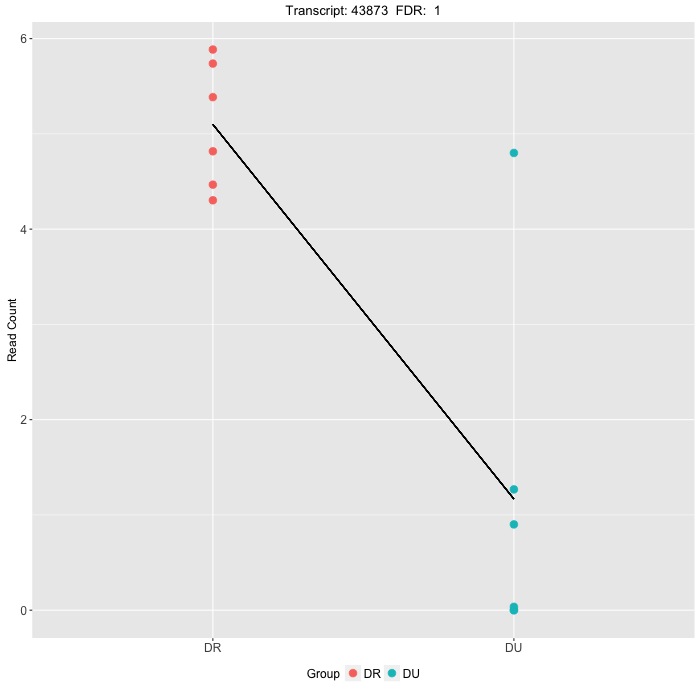 Transcript: 43873  FDR:  1
6
4
2
0
Read Count
DR
DU
Group DR DU